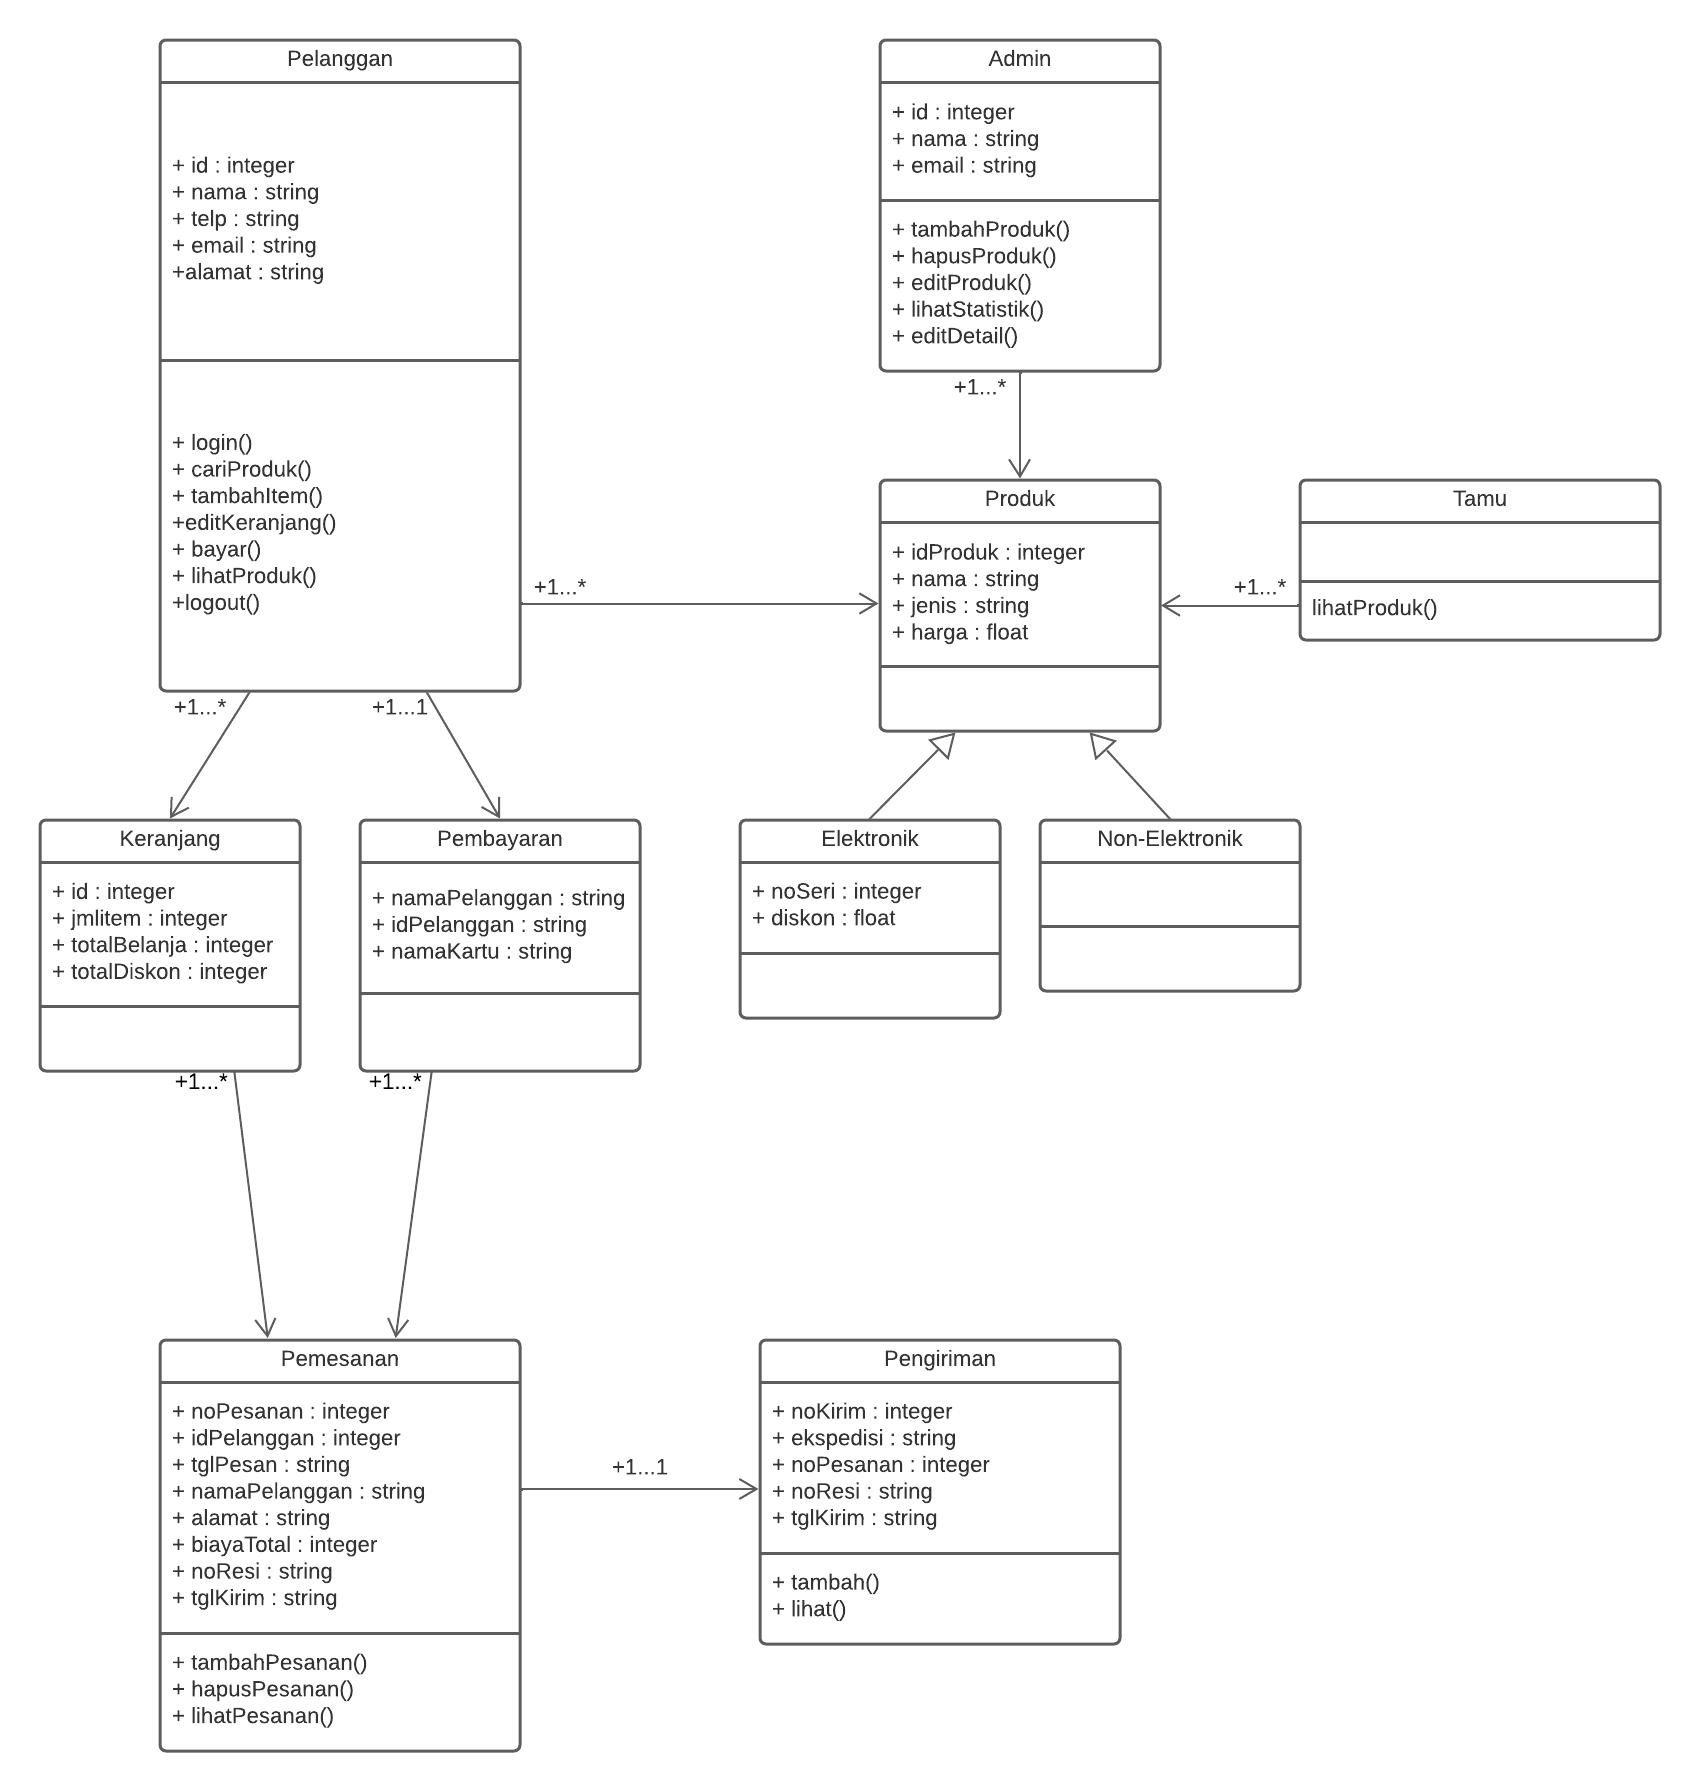 Pelanggan
+ id : integer
+ nama : string
+ telp : string
+ email : string
+alamat : string
+ login()
+ cariProduk()
+ tambahItem()
+editKeranjang()
+ bayar()
+ lihatProduk()
+logout()
Admin
+ id : integer
+ nama : string
+ email : string
+ tambahProduk()
+ hapusProduk()
+ editProduk()
+ lihatStatistik()
+ editDetail()
+1...*
+1...*
Produk
+ idProduk : integer
+ nama : string
+ jenis : string
+ harga : float
+1...*
Tamu
lihatProduk()
+1...*
+1...1
Keranjang
+ id : integer
+ jmlitem : integer
+ totalBelanja : integer
+ totalDiskon : integer
Pembayaran
+ namaPelanggan : string
+ idPelanggan : string
+ namaKartu : string
Elektronik
+ noSeri : integer
+ diskon : float
Non-Elektronik
+1...*
+1...*
Pemesanan
+ noPesanan : integer
+ idPelanggan : integer
+ tglPesan : string
+ namaPelanggan : string
+ alamat : string
+ biayaTotal : integer
+ noResi : string
+ tglKirim : string
+ tambahPesanan()
+ hapusPesanan()
+ lihatPesanan()
+1...1
Pengiriman
+ noKirim : integer
+ ekspedisi : string
+ noPesanan : integer
+ noResi : string
+ tglKirim : string
+ tambah()
+ lihat()